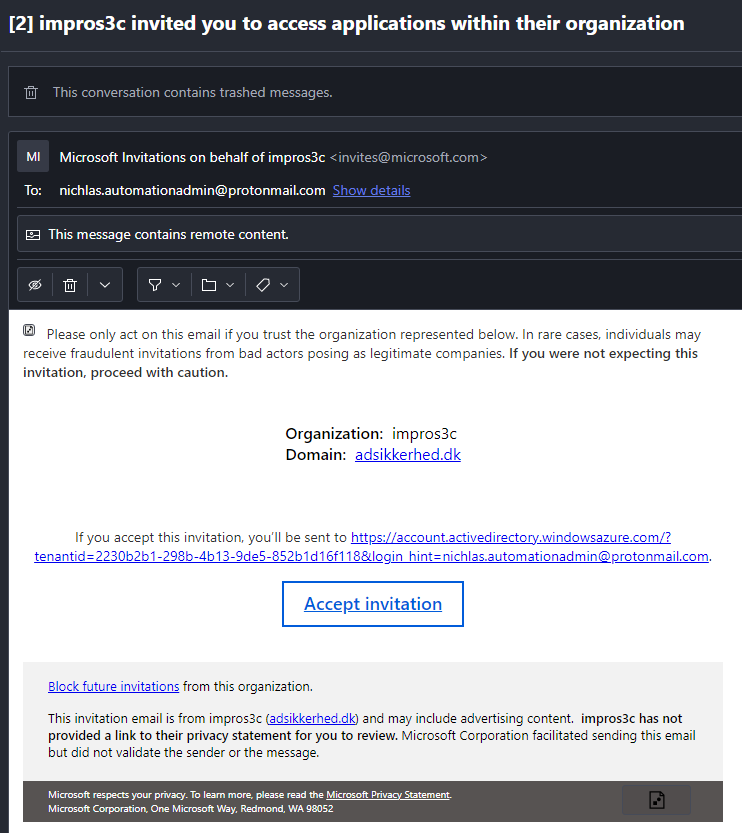 [2] impros3c invited you to access applications within their organization
This conversation contains trashed messages.
MI
Microsoft Invitations on behalf of impros3c <invites@microsoft.com>
To: nichlas.automationadmin@protonmail.com Show details
This message contains remote content.
Please only act on this email if you trust the organization represented below. In rare cases, individuals may
receive fraudulent invitations from bad actors posing as legitimate companies. If you were not expecting this
invitation, proceed with caution.
Organization: impros3c
Domain: adsikkerhed.dk
If you accept this invitation, you'll be sent to https://account.activedirectory.windowsazure.com/?
tenantid=2230b2b1-298b-4b13-9de5-852b1d16f118&login_hint=nichlas.automationadmin@protonmail.com.
Accept invitation
Block future invitations from this organization.
This invitation email is from impros3c (adsikkerhed.dk) and may include advertising content. impros3c has not
provided a link to their privacy statement for you to review. Microsoft Corporation facilitated sending this email
but did not validate the sender or the message.
Microsoft respects your privacy. To learn more, please read the Microsoft Privacy Statement.
Microsoft Corporation, One Microsoft Way, Redmond, WA 98052